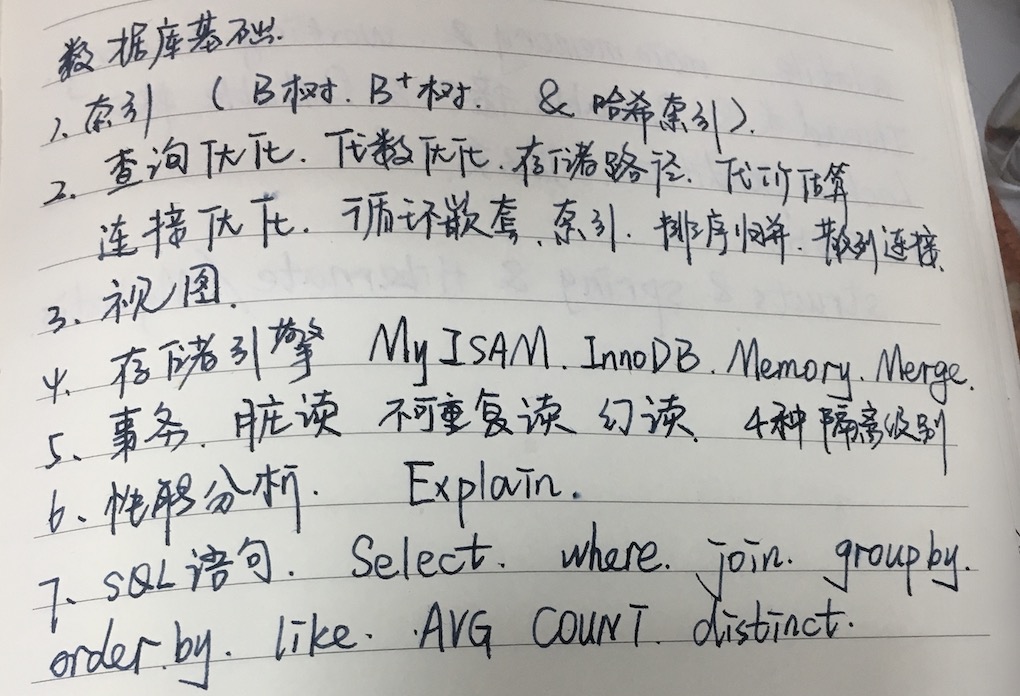 数据库基础.
1、索引 (B树. B+树. & 哈希索引).
2、查询优化. 代数优化. 存储路径. 代价估算
连接优化. 循环嵌套. 索引. 排序归并. 散列连接.
3、视图.
4、存储引擎 MyISAM. InnoDB. Memory. Merge.
5、事务. 脏读 不可重复读 幻读. 4种隔离级别
6、性能分析. Explain.
7、SQL语句. Select. where. join. groupby.
order.by. like. .AVG COUNT. distinct.